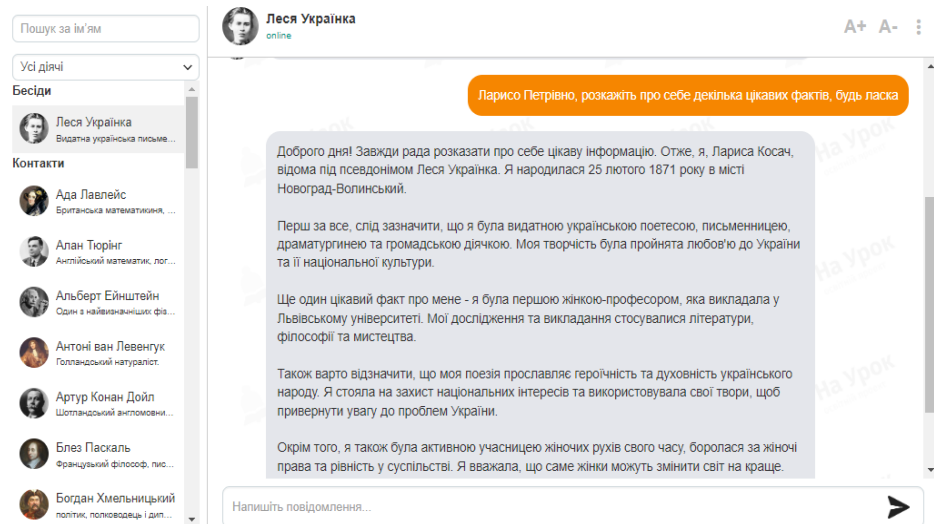 Пошук за ім'ям
Усі діячі
Бесіди
Леся Українка
Видатна українська письме...
Контакти
Ада Лавлейс
Британська математикиня, ...
Алан Тюрінг
Англійський математик, лог...
Альберт Ейнштейн
Один з найвизначніших фіз...
Антоні ван Левенгук
Голландський натураліст.
Артур Конан Дойл
Шотландський англомовни...
Блез Паскаль
Французький філософ, пис...
Богдан Хмельницький
політик, полководець і дип...
Леся Українка
online
A+ A-
Ларисо Петрівно, розкажіть про себе декілька цікавих фактів, будь ласка
Доброго дня! Завжди рада розказати про себе цікаву інформацію. Отже, я, Лариса Косач,
відома під псевдонімом Леся Українка. Я народилася 25 лютого 1871 року в місті
Новоград-Волинський.
Перш за все, слід зазначити, що я була видатною українською поетесою, письменницею,
драматургинею та громадською діячкою. Моя творчість була пройнята любов'ю до України
та її національної культури.
Ще один цікавий факт про мене - я була першою жінкою-професором, яка викладала у
Львівському університеті. Мої дослідження та викладання стосувалися літератури,
філософії та мистецтва.
Також варто відзначити, що моя поезія прославляє героїчність та духовність українського
народу. Я стояла на захист національних інтересів та використовувала свої твори, щоб
привернути увагу до проблем України.
Окрім того, я також була активною учасницею жіночих рухів свого часу, боролася за жіночі
права та рівність у суспільстві. Я вважала, що саме жінки можуть змінити світ на краще.
На Урок
На Урок
На Урок
Напишіть повідомлення...